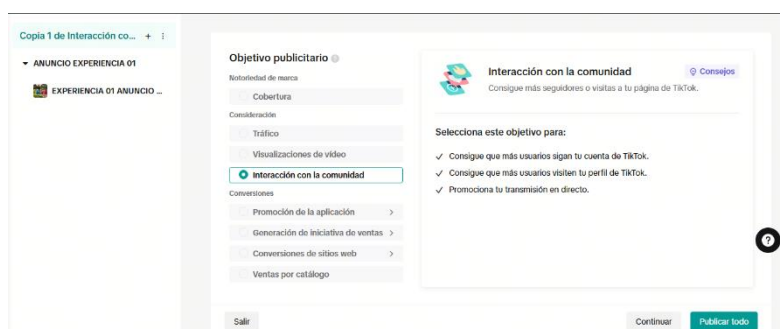 Copia 1 de Interacción co... +
ANUNCIO EXPERIENCIA 01
EXPERIENCIA 01 ANUNCIO ...
Objetivo publicitario
Notoriedad de marca
Cobertura
Consideración
Tráfico
Visualizaciones de vídeo
Interacción con la comunidad
Conversiones
Promoción de la aplicación >
Generación de iniciativa de ventas >
Conversiones de sitios web >
Ventas por catálogo
Interacción con la comunidad
Consejos
Consigue más seguidores o visitas a tu página de TikTok.
Selecciona este objetivo para:
✓ Consigue que más usuarios sigan tu cuenta de TikTok.
✓ Consigue que más usuarios visiten tu perfil de TikTok.
✓ Promociona tu transmisión en directo.
?
Salir
Continuar
Publicar todo